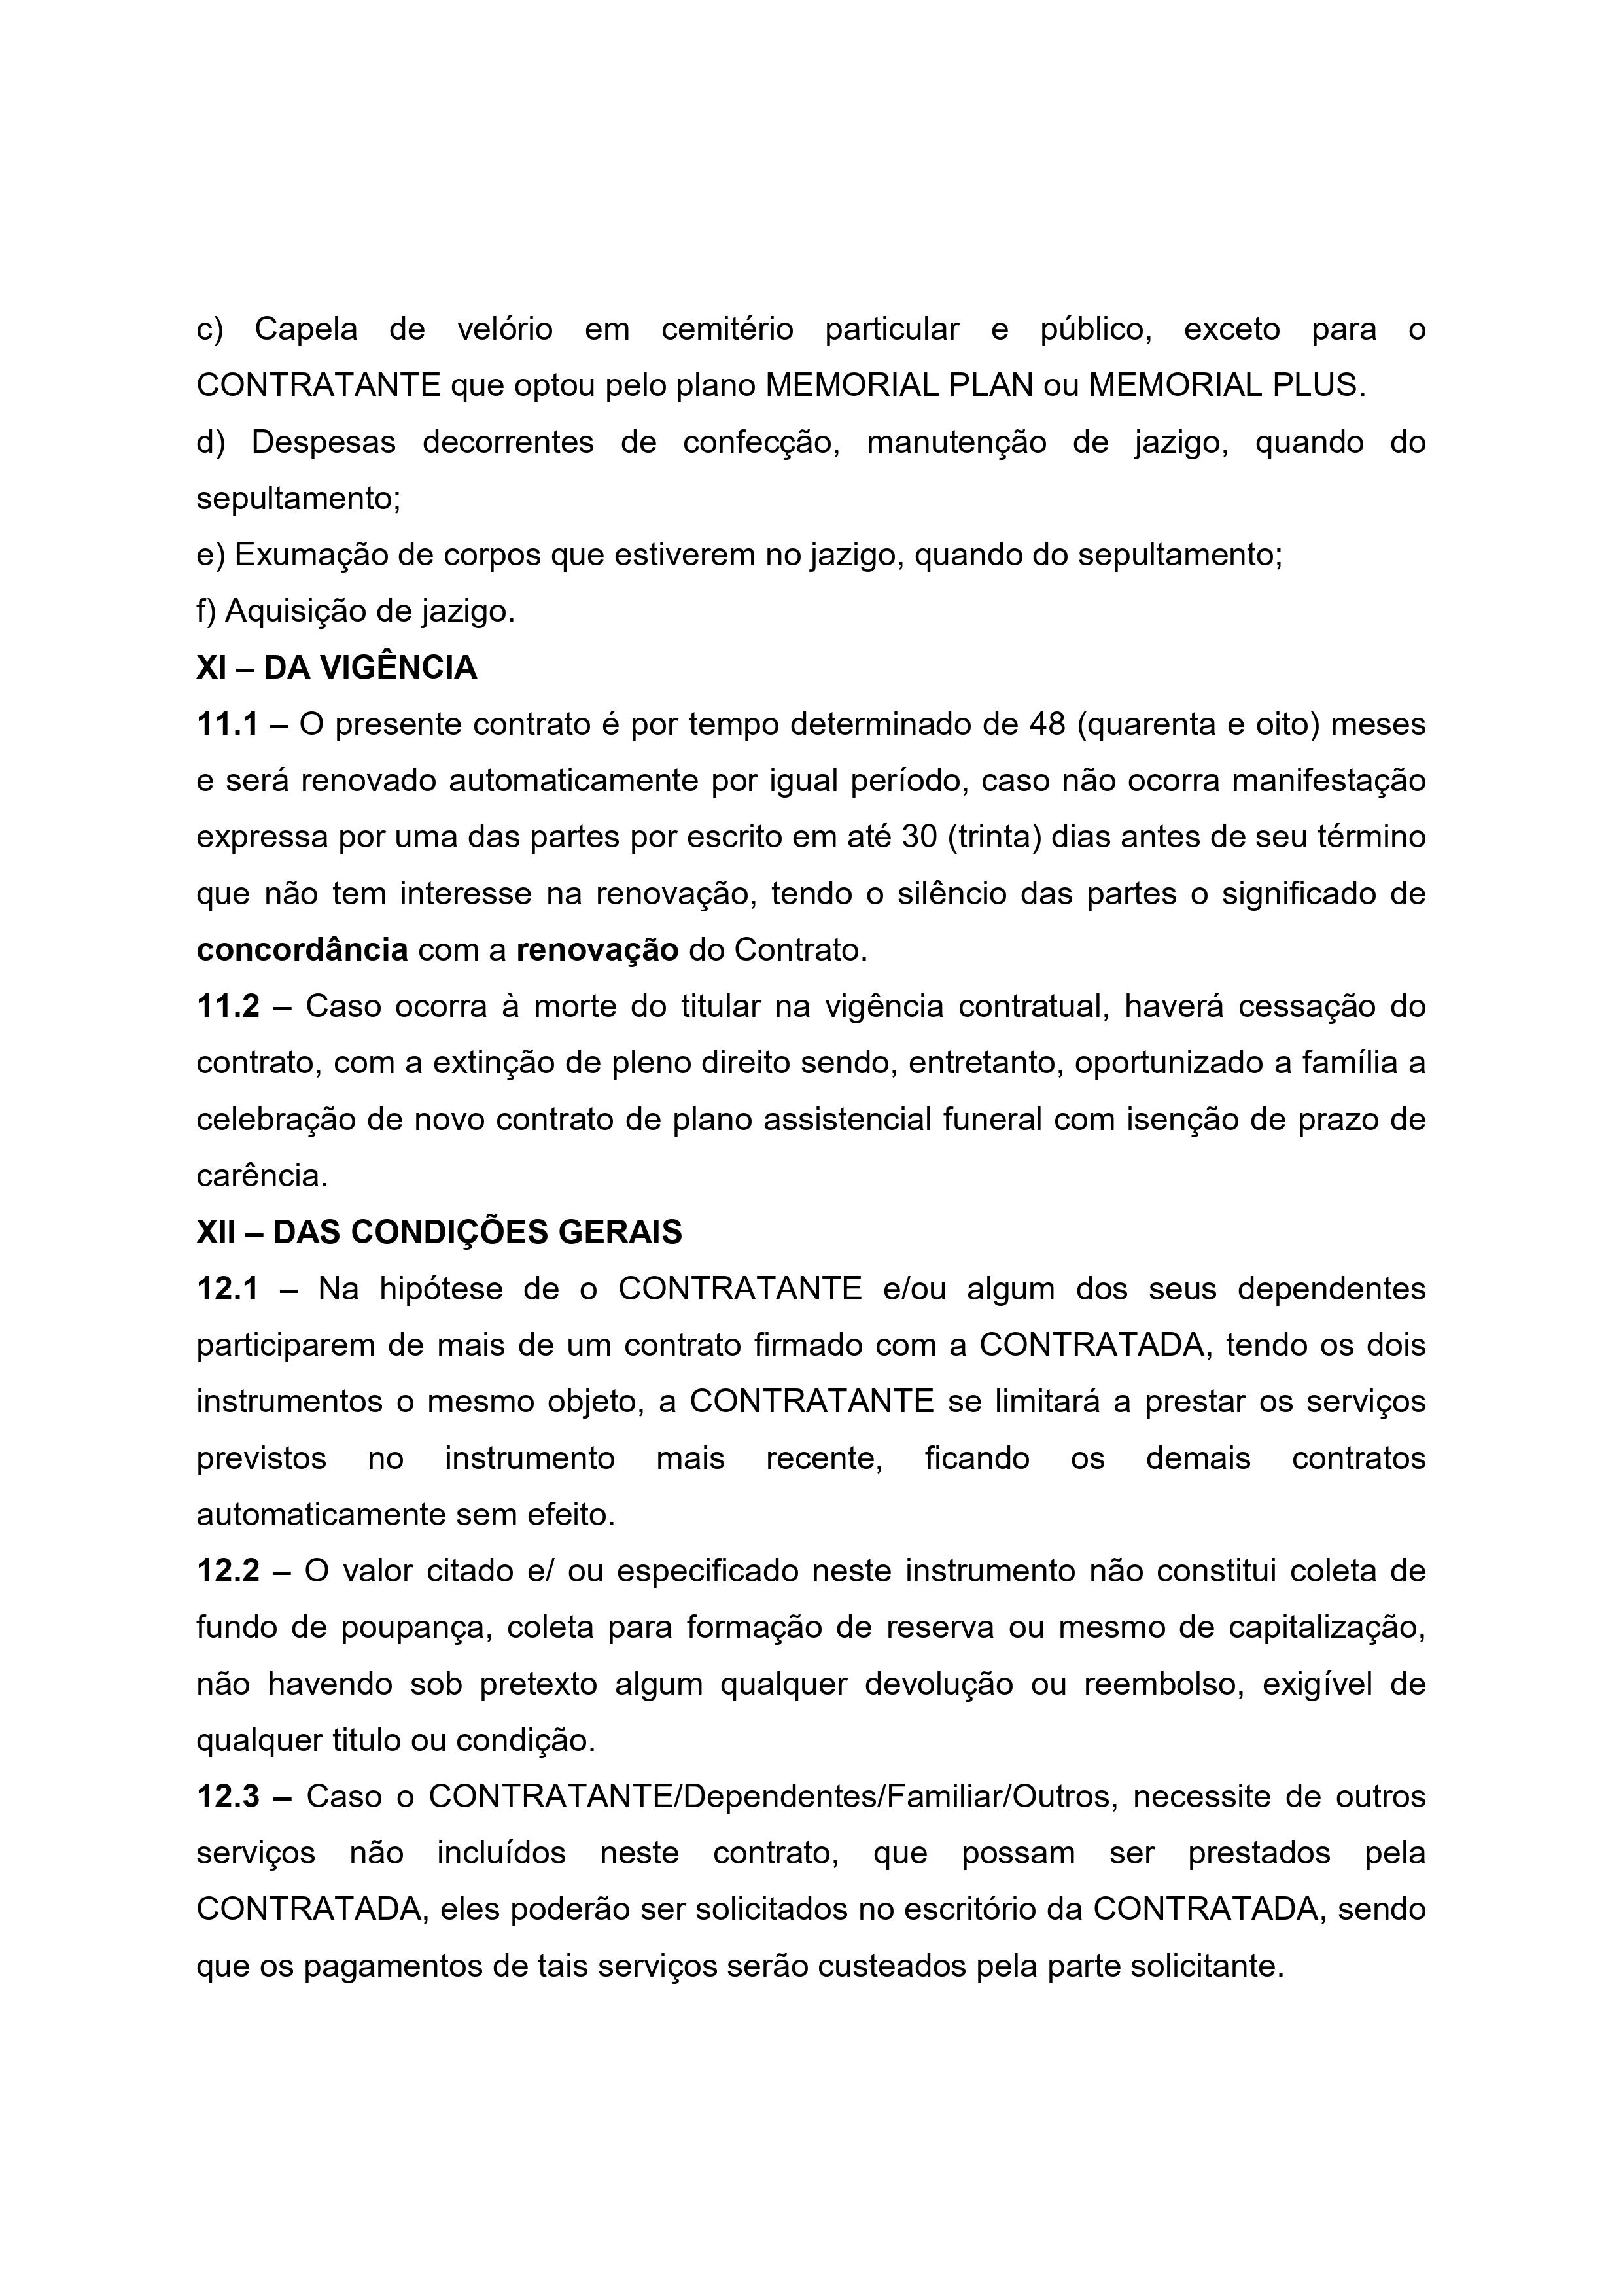 c) Capela de velório em cemitério particular e público, exceto para o
CONTRATANTE que optou pelo plano MEMORIAL PLAN ou MEMORIAL PLUS.
d) Despesas decorrentes de confecção, manutenção de jazigo, quando do
sepultamento;
e) Exumação de corpos que estiverem no jazigo, quando do sepultamento;
f) Aquisição de jazigo.
XI – DA VIGÊNCIA
11.1 – O presente contrato é por tempo determinado de 48 (quarenta e oito) meses
e será renovado automaticamente por igual período, caso não ocorra manifestação
expressa por uma das partes por escrito em até 30 (trinta) dias antes de seu término
que não tem interesse na renovação, tendo o silêncio das partes o significado de
concordância com a renovação do Contrato.
11.2 – Caso ocorra à morte do titular na vigência contratual, haverá cessação do
contrato, com a extinção de pleno direito sendo, entretanto, oportunizado a família a
celebração de novo contrato de plano assistencial funeral com isenção de prazo de
carência.
XII – DAS CONDIÇÕES GERAIS
12.1 – Na hipótese de o CONTRATANTE e/ou algum dos seus dependentes
participarem de mais de um contrato firmado com a CONTRATADA, tendo os dois
instrumentos o mesmo objeto, a CONTRATANTE se limitará a prestar os serviços
previstos no instrumento mais recente, ficando os demais contratos
automaticamente sem efeito.
12.2 – O valor citado e/ ou especificado neste instrumento não constitui coleta de
fundo de poupança, coleta para formação de reserva ou mesmo de capitalização,
não havendo sob pretexto algum qualquer devolução ou reembolso, exigível de
qualquer titulo ou condição.
12.3 – Caso o CONTRATANTE/Dependentes/Familiar/Outros, necessite de outros
serviços não incluídos neste contrato, que possam ser prestados pela
CONTRATADA, eles poderão ser solicitados no escritório da CONTRATADA, sendo
que os pagamentos de tais serviços serão custeados pela parte solicitante.